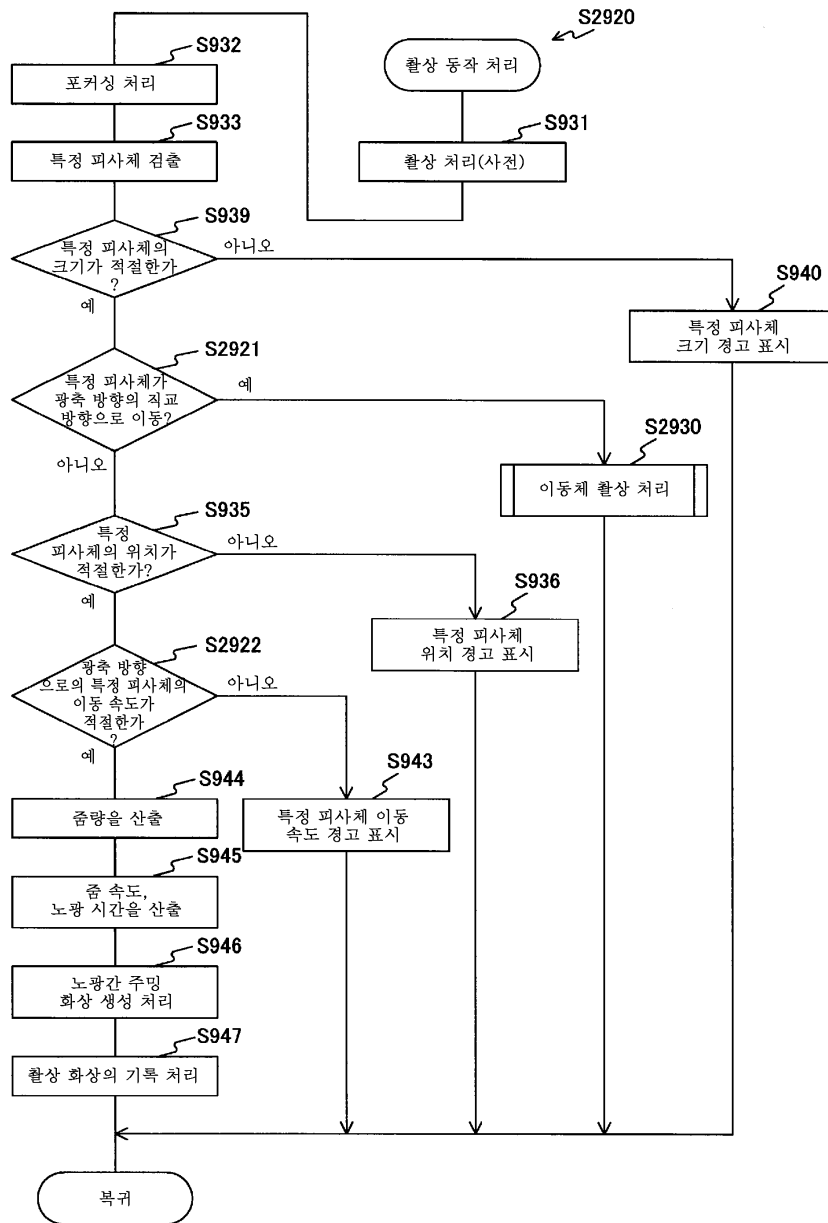 S2920
촬상 동작 처리
S931
촬상 처리(사전)
S932
포커싱 처리
S933
특정 피사체 검출
S939
특정 피사체의
크기가 적절한가
?
아니오
예
S940
특정 피사체
크기 경고 표시
S2921
특정 피사체가
광축 방향의 직교
방향으로 이동?
예
아니오
S2930
이동체 촬상 처리
S935
특정
피사체의 위치가
적절한가?
아니오
예
S936
특정 피사체
위치 경고 표시
S2922
광축 방향
으로의 특정 피사체의
이동 속도가
적절한가
?
아니오
예
S943
특정 피사체 이동
속도 경고 표시
S944
줌량을 산출
S945
줌 속도,
노광 시간을 산출
S946
노광간 주밍
화상 생성 처리
S947
촬상 화상의 기록 처리
복귀